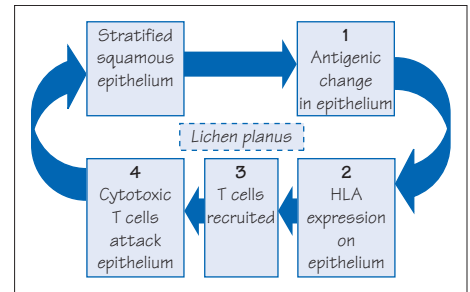 Stratified
squamous
epithelium
1
Antigenic
change
in epithelium
Lichen planus
2
HLA
expression
on
epithelium
3
T cells
recruited
4
Cytotoxic
T cells
attack
epithelium